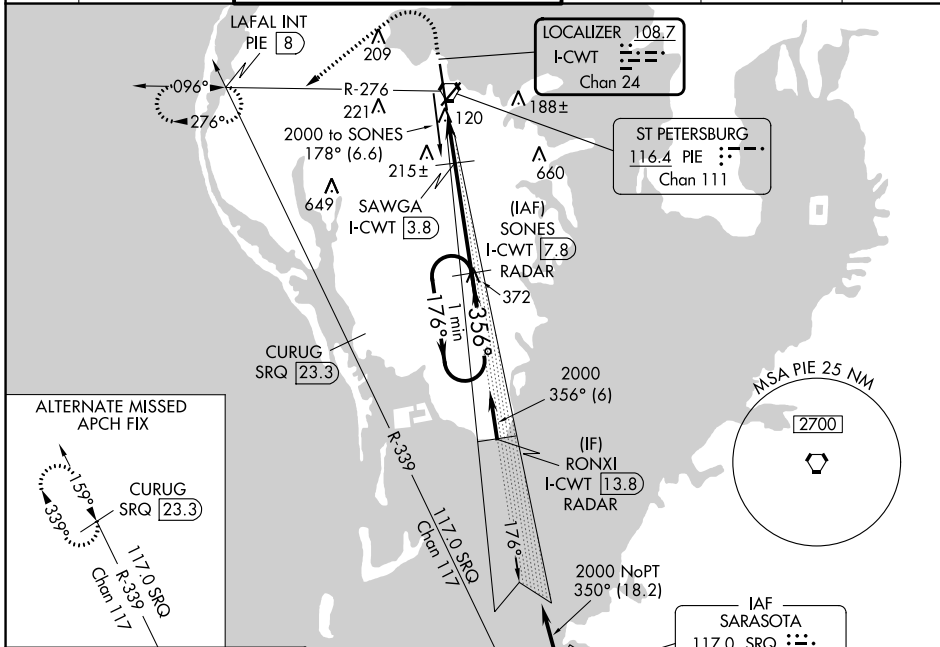 LAFAL INT
PIE 8
096°
276°
209
R-276
221
2000 to SONES
178° (6.6)
120
188±
215±
660
649
LOCALIZER 108.7
I-CWT
Chan 24
ST PETERSBURG
116.4 PIE
Chan 111
SAWGA
I-CWT 3.8
(IAF)
SONES
I-CWT 7.8
RADAR
372
176°
1 min
356°
CURUG
SRQ 23.3
2000
356° (6)
(IF)
RONXI
I-CWT 13.8
RADAR
MSA PIE 25 NM
2700
R-339
117.0 SRQ
Chan 117
176°
2000 NoPT
350° (18.2)
IAF
SARASOTA
117.0 SRQ
ALTERNATE MISSED
APCH FIX
159°
339°
CURUG
SRQ 23.3
117.0 SRQ
R-339
Chan 117